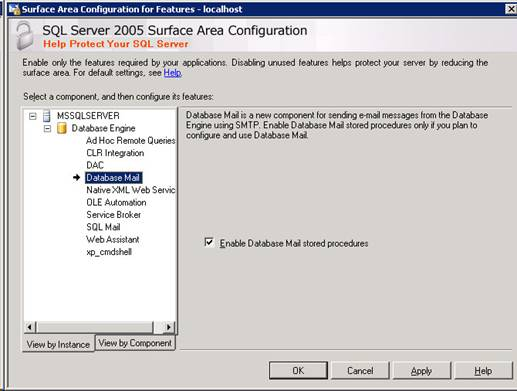 Surface Area Configuration for Features - localhost
SQL Server 2005 Surface Area Configuration
Help Protect Your SQL Server
Enable only the features required by your applications. Disabling unused features helps protect your server by reducing the
surface area. For default settings, see Help.
Select a component, and then configure its features:
MSSQLSERVER
Database Engine
Ad Hoc Remote Queries
CLR Integration
DAC
Database Mail
Native XML Web Servic
OLE Automation
Service Broker
SQL Mail
Web Assistant
xp_cmdshell
View by Instance
View by Component
Database Mail is a new component for sending e-mail messages from the Database
Engine using SMTP. Enable Database Mail stored procedures only if you plan to
configure and use Database Mail.
Enable Database Mail stored procedures
OK
Cancel
Apply
Help